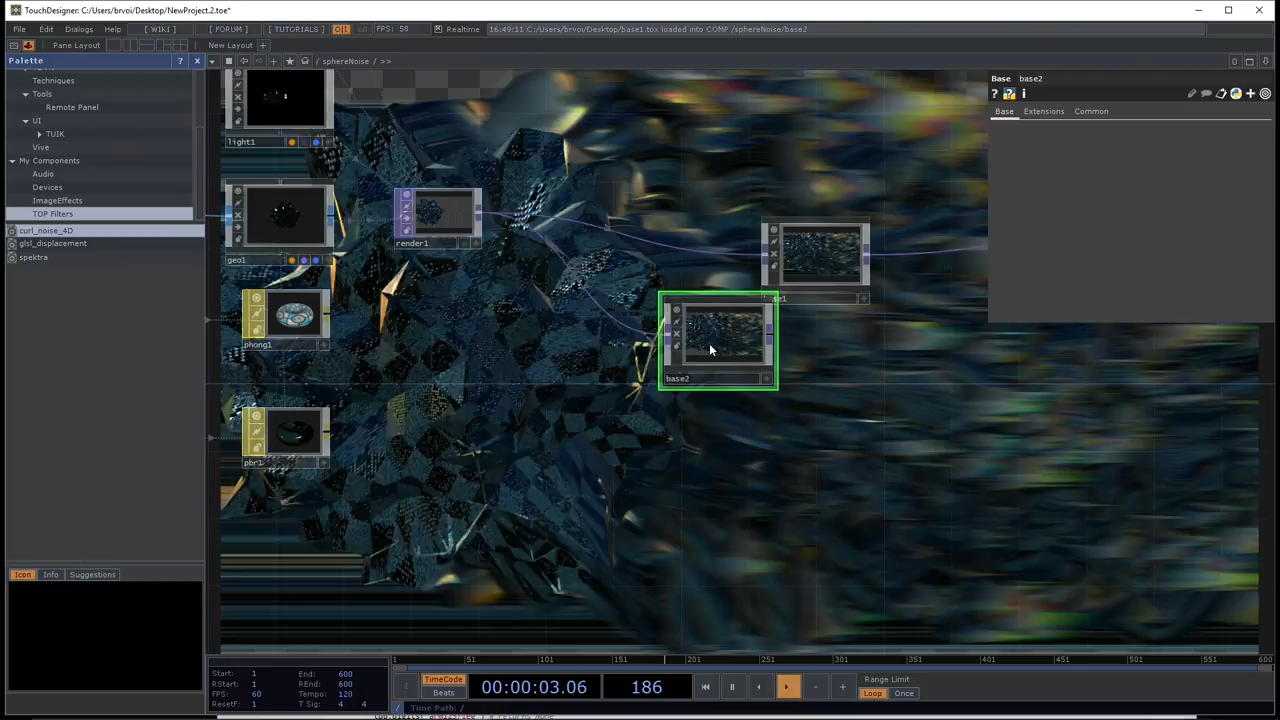 TouchDesigner: C:/Users/brvoi/Desktop/NewProject.2.toe*
File Edit Dialogs Help [ WIKI ] [ FORUM ] [ TUTORIALS ] O|I FPS: 58 Realtime 16:49:11 C:/Users/brvoi/Desktop/base1.tox loaded into COMP /sphereNoise/base2
Pane Layout New Layout +
Palette ? x / sphereNoise / >>
Techniques
Tools
Remote Panel
UI
TUIK
Vive
My Components
Audio
Devices
ImageEffects
TOP Filters
curl_noise_4D
glsl_displacement
spektra
Icon Info Suggestions
light1
geo1
render1
phong1
pbr1
base2
Base base2
? i
Base Extensions Common
1 51 101 151 201 251 301 351 401 451 501 551 600
Start: 1 End: 600
RStart: 1 REnd: 600
FPS: 60 Tempo: 120
ResetF: 1 T Sig: 4 4
TimeCode
Beats
00:00:03.06 186
Range Limit
Loop Once
Time Path: /